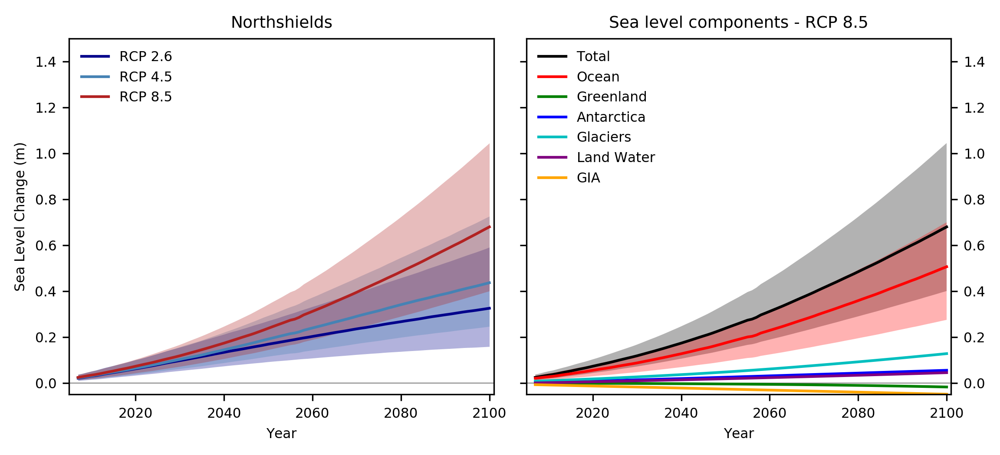 Northshields
Sea level components - RCP 8.5
RCP 2.6
RCP 4.5
RCP 8.5
1.4
1.2
1.0
0.8
0.6
0.4
0.2
0.0
Sea Level Change (m)
2020 2040 2060 2080 2100
Year
Total
Ocean
Greenland
Antarctica
Glaciers
Land Water
GIA
1.4
1.2
1.0
0.8
0.6
0.4
0.2
0.0
2020 2040 2060 2080 2100
Year